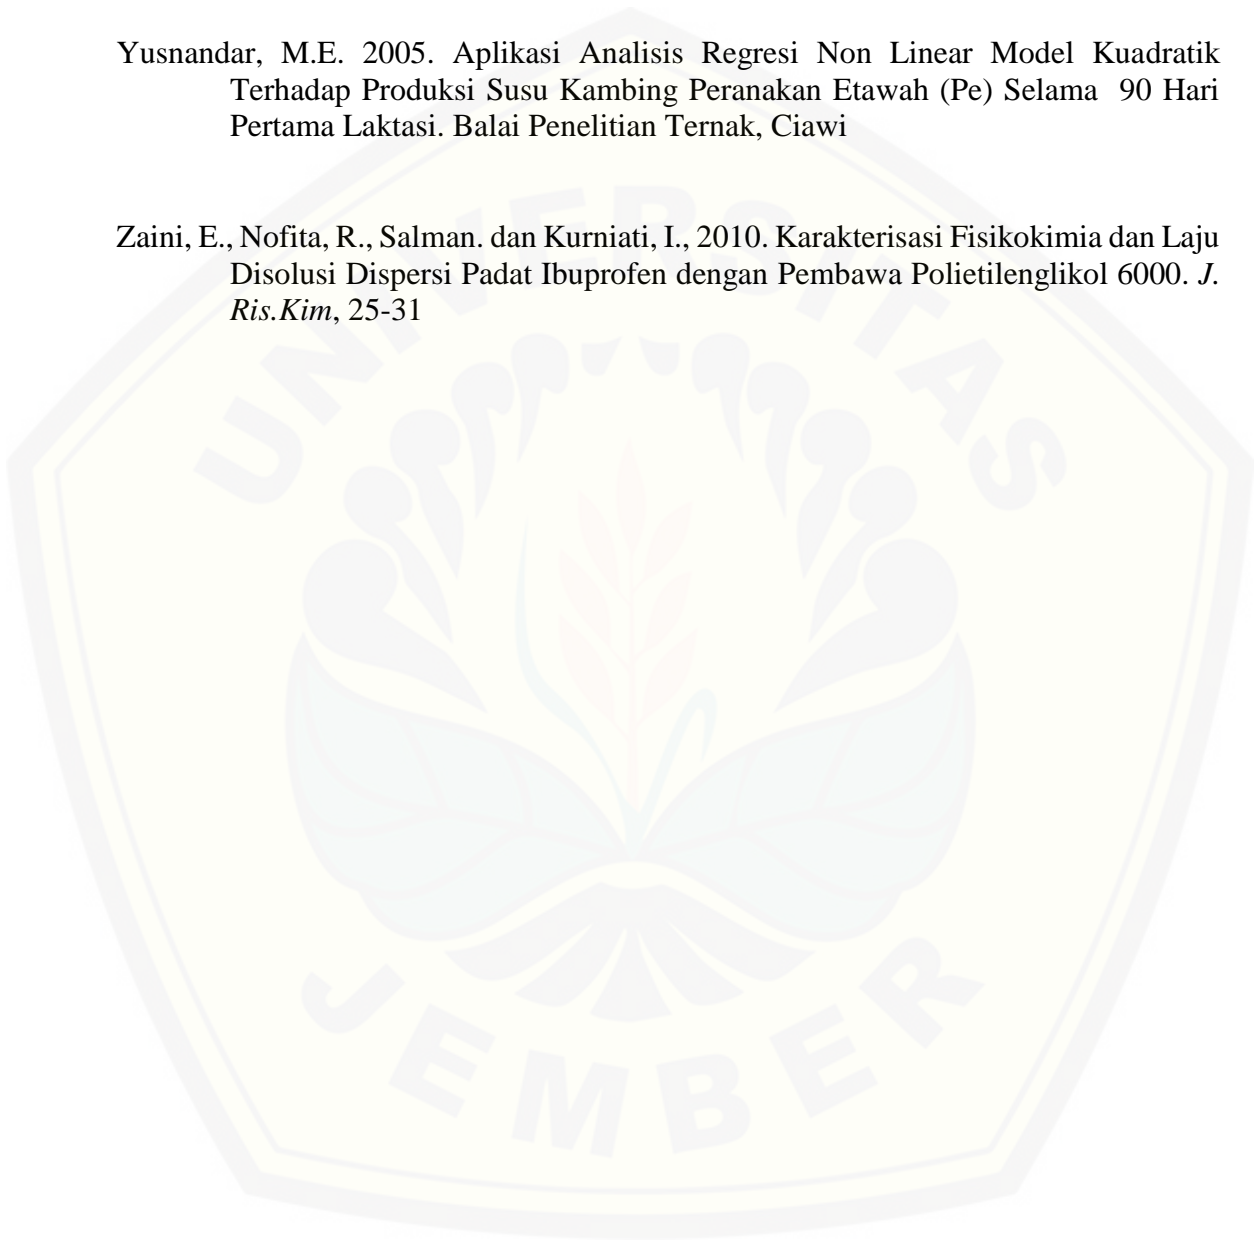 Yusnandar, M.E. 2005. Aplikasi Analisis Regresi Non Linear Model Kuadratik
Terhadap Produksi Susu Kambing Peranakan Etawah (Pe) Selama 90 Hari
Pertama Laktasi. Balai Penelitian Ternak, Ciawi
Zaini, E., Nofita, R., Salman. dan Kurniati, I., 2010. Karakterisasi Fisikokimia dan Laju
Disolusi Dispersi Padat Ibuprofen dengan Pembawa Polietilenglikol 6000. J.
Ris.Kim, 25-31
UNIVERSITAS
JEMBER